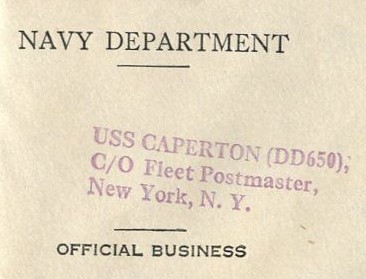 NAVY DEPARTMENT
USS CAPERTON (DD650),
C/O Fleet Postmaster,
New York, N. Y.
OFFICIAL BUSINESS